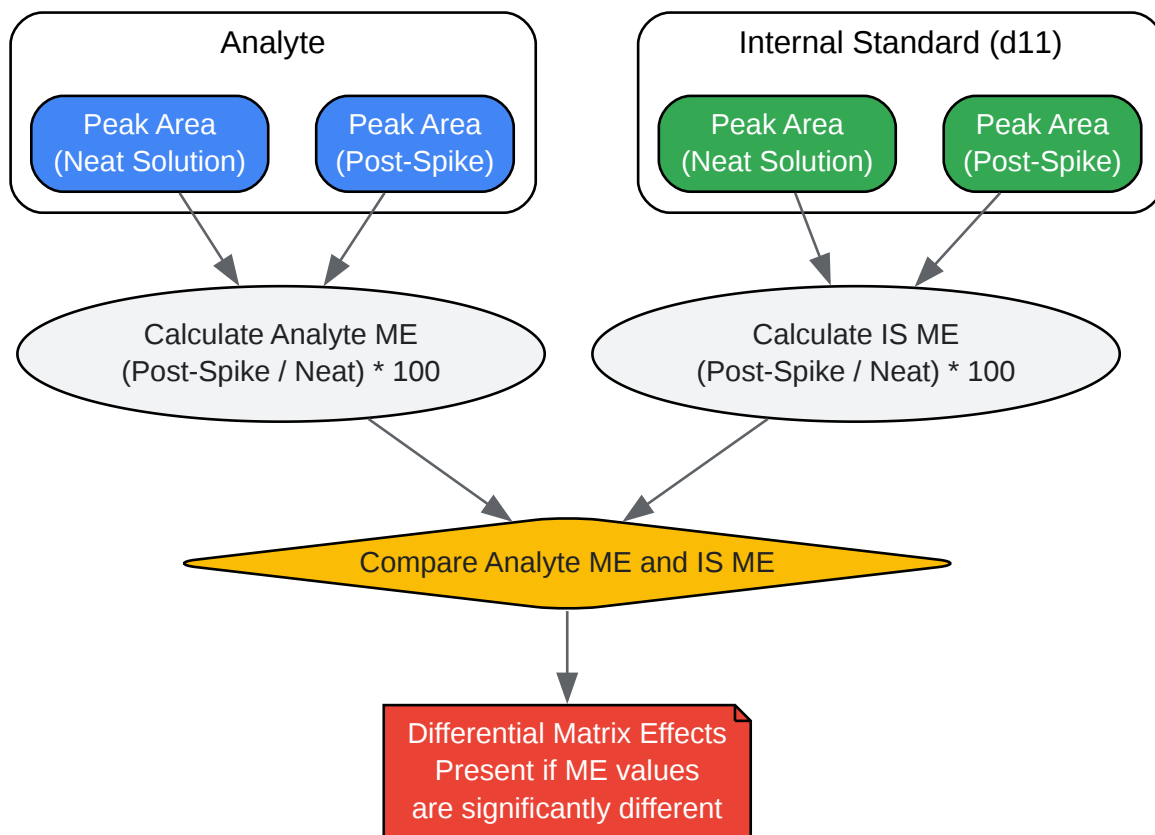 Analyte
Peak Area
(Neat Solution)
Peak Area
(Post-Spike)
Internal Standard (d11)
Peak Area
(Neat Solution)
Peak Area
(Post-Spike)
Calculate Analyte ME
(Post-Spike / Neat) * 100
Calculate IS ME
(Post-Spike / Neat) * 100
Compare Analyte ME and IS ME
Differential Matrix Effects
Present if ME values
are significantly different